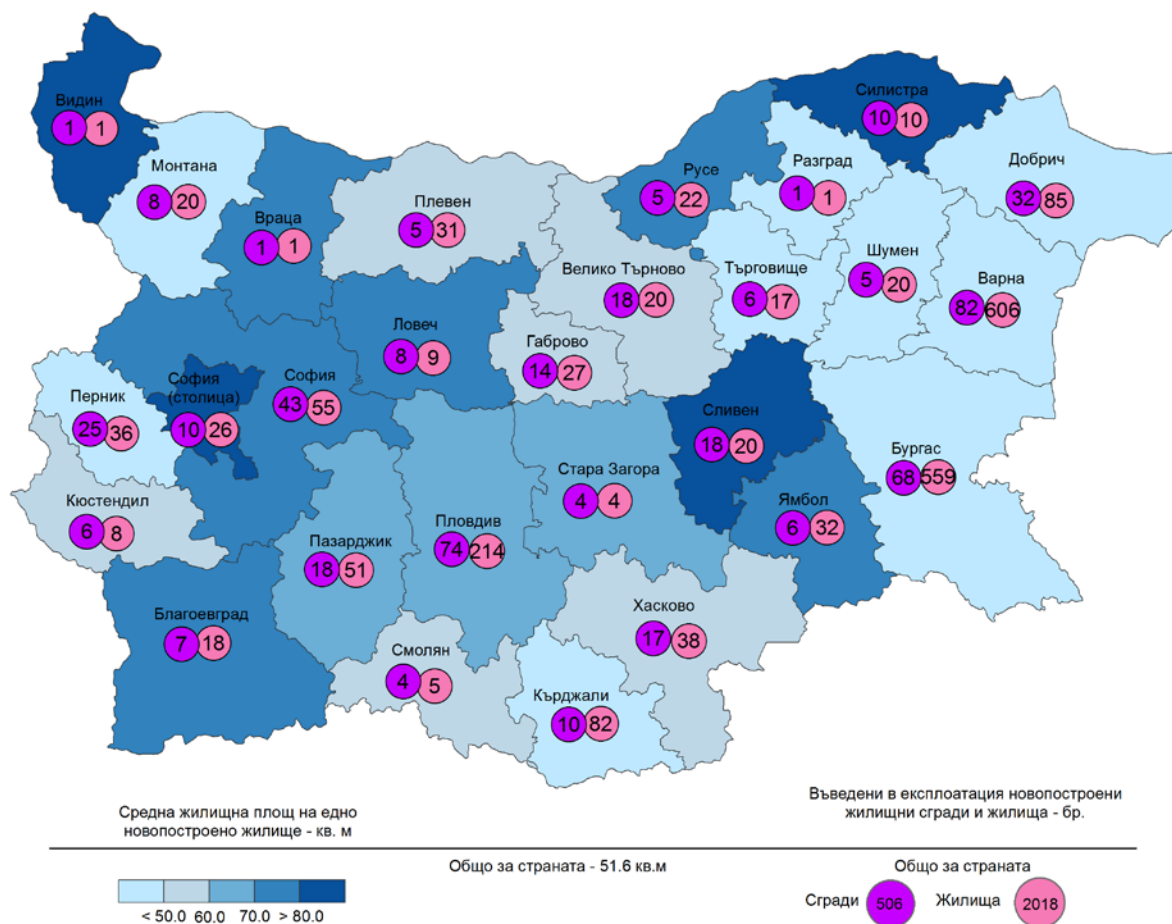 Видин
1 1
Силистра
10 10
Монтана
8 20
Враца
1 1
Плевен
5 31
Русе
5 22
Разград
1 1
Добрич
32 85
Велико Търново
18 20
Търговище
6 17
Шумен
5 20
Варна
82 606
Ловеч
8 9
Габрово
14 27
Перник
25 36
София
(столица)
10 26
София
43 55
Сливен
18 20
Бургас
68 559
Кюстендил
6 8
Стара Загора
4 4
Ямбол
6 32
Пазарджик
18 51
Пловдив
74 214
Благоевград
7 18
Смолян
4 5
Хасково
17 38
Кърджали
10 82
Средна жилищна площ на едно
новопостроено жилище - кв. м
Въведени в експлоатация новопостроени
жилищни сгради и жилища - бр.
Общо за страната - 51.6 кв.м
Общо за страната
Сгради 506 Жилища 2018
< 50.0 60.0 70.0 > 80.0